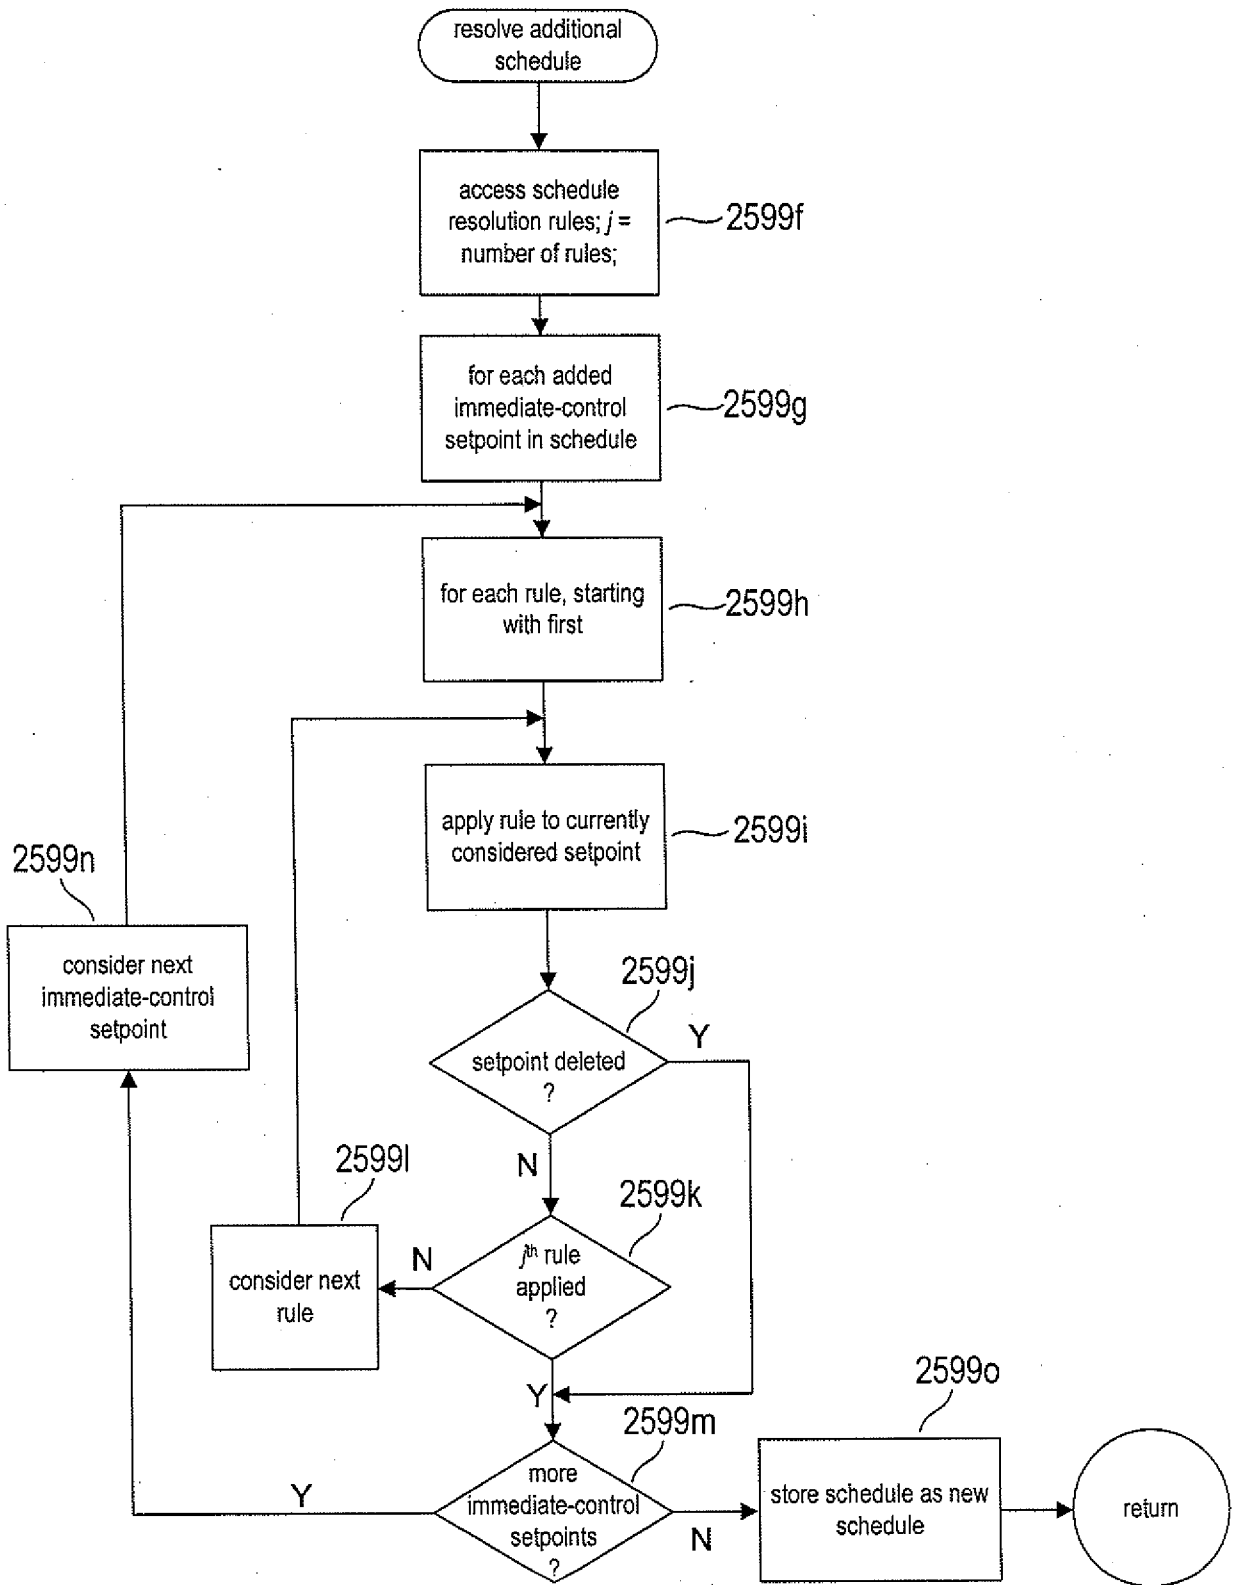 resolve additional
schedule
access schedule
resolution rules; j =
number of rules;
2599f
for each added
immediate-control
setpoint in schedule
2599g
for each rule, starting
with first
2599h
apply rule to currently
considered setpoint
2599i
2599n
consider next
immediate-control
setpoint
2599j
setpoint deleted
?
Y
N
2599l
consider next
rule
N
2599k
jth rule
applied
?
Y
2599m
more
immediate-control
setpoints
?
Y
N
2599o
store schedule as new
schedule
return